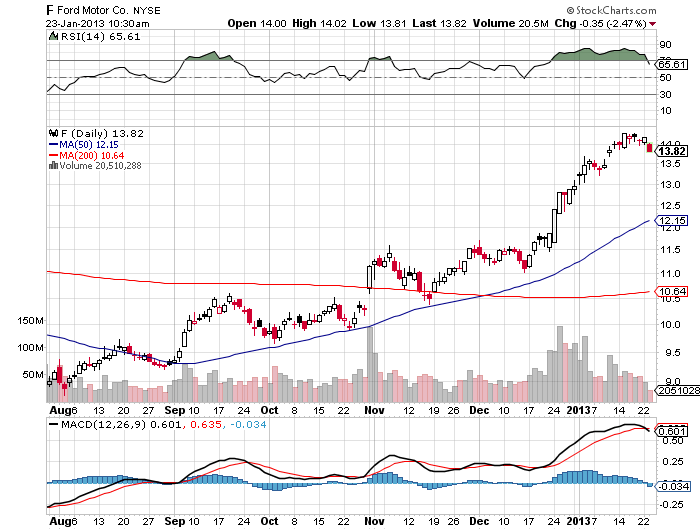 F Ford Motor Co. NYSE
© StockCharts.com
23-Jan-2013 10:30am
Open 14.00 High 14.02 Low 13.81 Last 13.82 Volume 20.5M Chg -0.35 (-2.47%)
RSI(14) 65.61
90
70
65.61
50
30
10
F (Daily) 13.82
MA(50) 12.15
MA(200) 10.64
Volume 20,510,288
14.0
13.82
13.5
13.0
12.5
12.15
12.0
11.5
11.0
10.64
10.5
10.0
9.5
9.0
2051028
150M
100M
50M
Aug 6 13 20 27 Sep 10 17 24 Oct 8 15 22 Nov 12 19 26 Dec 10 17 24 2013 7 14 22
MACD(12,26,9) 0.601, 0.635, -0.034
0.601
0.50
0.25
-0.034
-0.25
Aug 6 13 20 27 Sep 10 17 24 Oct 8 15 22 Nov 12 19 26 Dec 10 17 24 2013 7 14 22